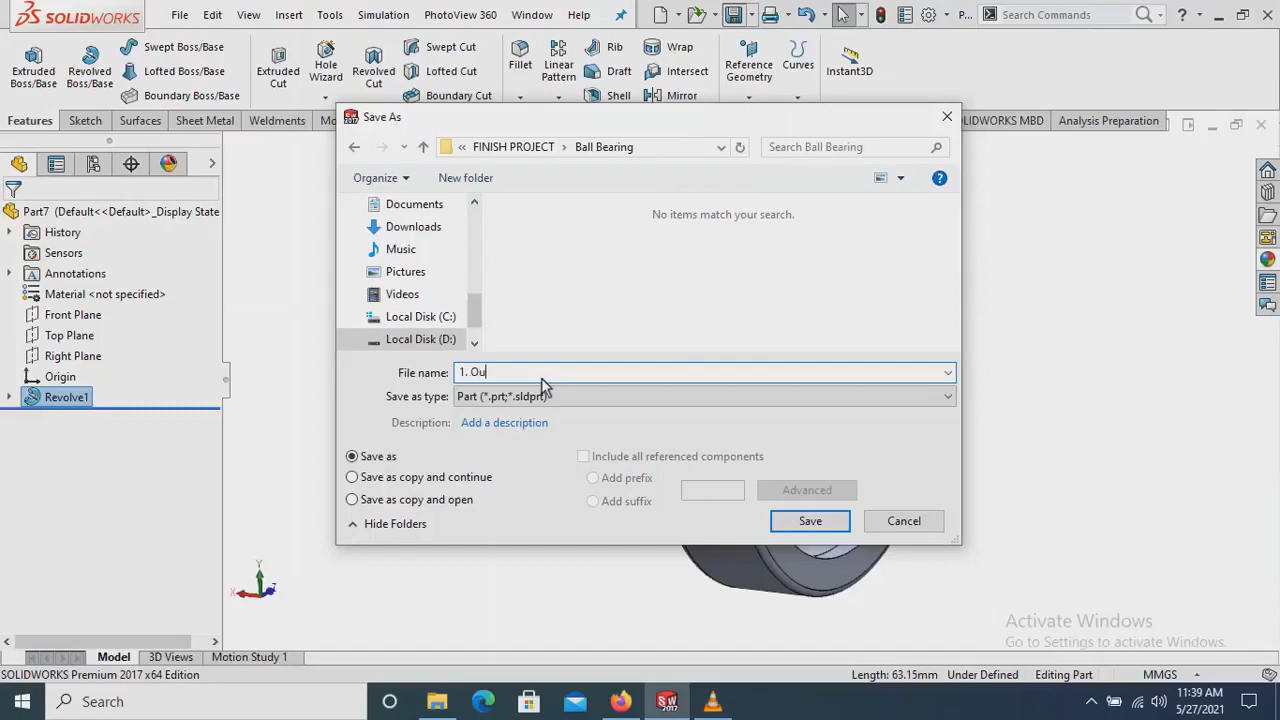 SOLIDWORKS File Edit View Insert Tools Simulation PhotoView 360 Window Help P... Search Commands ?
Extruded Boss/Base
Revolved Boss/Base
Swept Boss/Base
Lofted Boss/Base
Boundary Boss/Base
Extruded Cut
Hole Wizard
Revolved Cut
Swept Cut
Lofted Cut
Boundary Cut
Fillet
Linear Pattern
Rib
Draft
Shell
Wrap
Intersect
Mirror
Reference Geometry
Curves
Instant3D
Features Sketch Surfaces Sheet Metal Weldments Mo OLIDWORKS MBD Analysis Preparation
Part7 (Default<<Default>_Display State
History
Sensors
Annotations
Material <not specified>
Front Plane
Top Plane
Right Plane
Origin
Revolve1
SW 2017 Save As
« FINISH PROJECT > Ball Bearing Search Ball Bearing
Organize New folder ?
Documents
Downloads
Music
Pictures
Videos
Local Disk (C:)
Local Disk (D:)
No items match your search.
File name: 1. Ou
Save as type: Part (*.prt;*.sldprt)
Description: Add a description
Save as
Save as copy and continue
Save as copy and open
Include all referenced components
Add prefix
Add suffix
Advanced
Hide Folders Save Cancel
Y
X Z
Activate Windows
Go to Settings to activate Windows.
Model 3D Views Motion Study 1
SOLIDWORKS Premium 2017 x64 Edition Length: 63.15mm Under Defined Editing Part MMGS
Search SW 2017 11:39 AM
5/27/2021